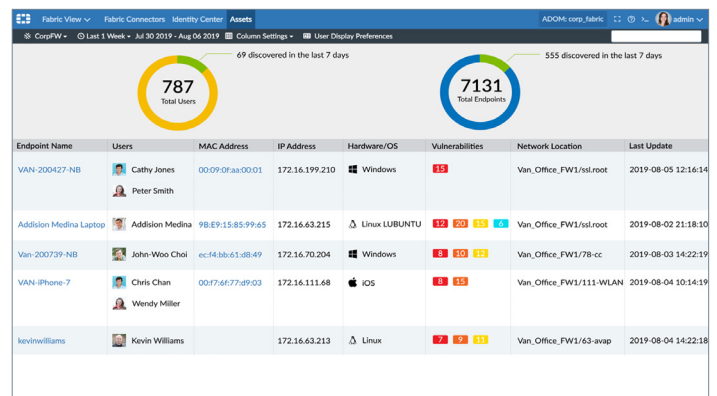 Fabric View Fabric Connectors Identity Center Assets ADOM: corp_fabric admin
CorpFW Last 1 Week Jul 30 2019 - Aug 06 2019 Column Settings User Display Preferences
69 discovered in the last 7 days 555 discovered in the last 7 days
787 7131
Total Users Total Endpoints
Endpoint Name Users MAC Address IP Address Hardware/OS Vulnerabilities Network Location Last Update
VAN-200427-NB Cathy Jones 00:09:0f:aa:00:01 172.16.199.210 Windows 15 Van_Office_FW1/ssl.root 2019-08-05 12:16:14
Peter Smith
Addision Medina Laptop Addision Medina 9B:E9:15:85:99:65 172.16.63.215 Linux LUBUNTU 12 20 15 6 Van_Office_FW1/ssl.root 2019-08-02 21:18:10
Van-200739-NB John-Woo Choi ec:f4:bb:61:d8:49 172.16.70.204 Windows 8 10 12 Van_Office_FW1/78-cc 2019-08-03 14:22:19
VAN-iPhone-7 Chris Chan 00:f7:6f:77:d9:03 172.16.111.68 iOS 8 15 Van_Office_FW1/111-WLAN 2019-08-04 10:14:19
Wendy Miller
kevinwilliams Kevin Williams 172.16.63.213 Linux 7 9 11 Van_Office_FW1/63-avap 2019-08-04 14:22:18